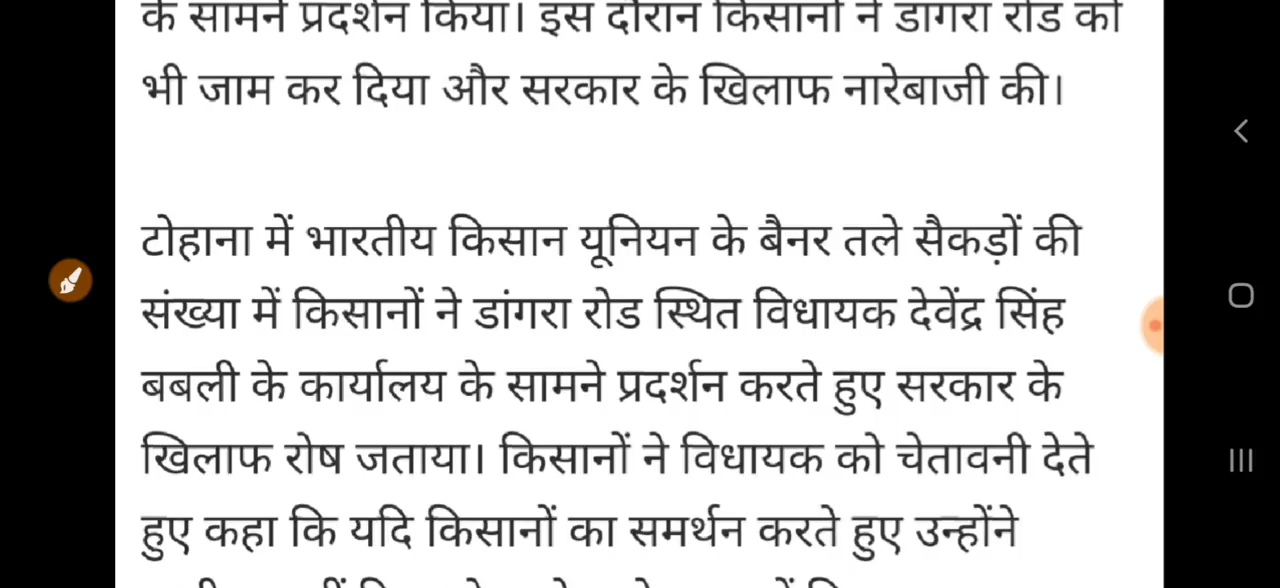 के सामने प्रदर्शन किया। इस दौरान किसानों ने डांगरा रोड को
भी जाम कर दिया और सरकार के खिलाफ नारेबाजी की।
टोहाना में भारतीय किसान यूनियन के बैनर तले सैकड़ों की
संख्या में किसानों ने डांगरा रोड स्थित विधायक देवेंद्र सिंह
बबली के कार्यालय के सामने प्रदर्शन करते हुए सरकार के
खिलाफ रोष जताया। किसानों ने विधायक को चेतावनी देते
हुए कहा कि यदि किसानों का समर्थन करते हुए उन्होंने